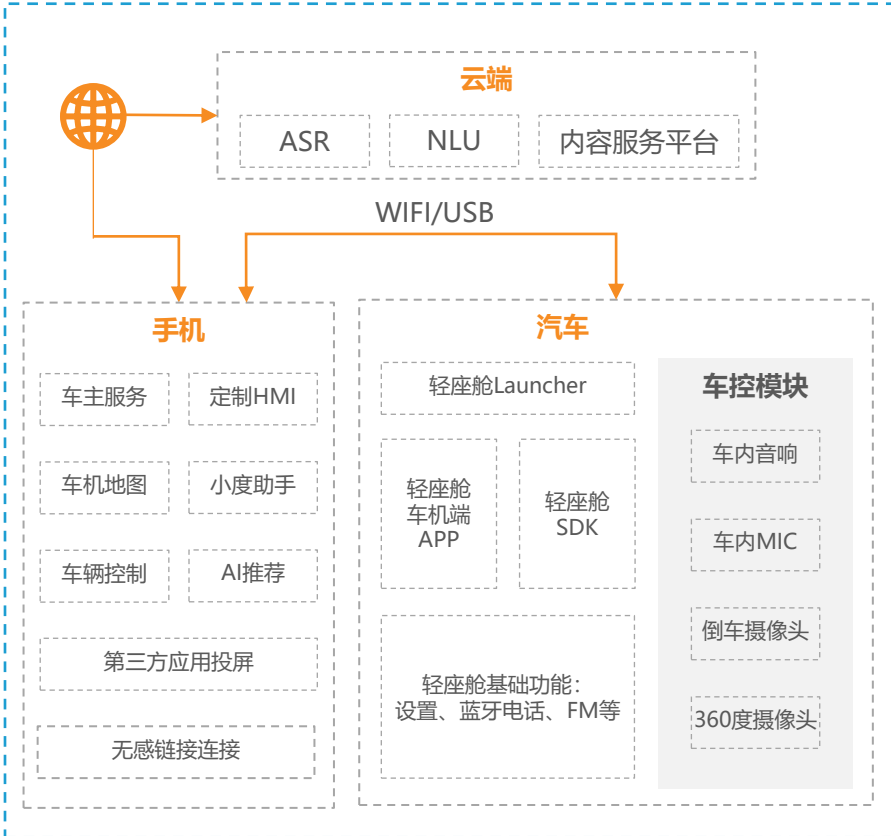 云端
ASR
NLU
内容服务平台
WIFI/USB
手机
车主服务
定制HMI
车机地图
小度助手
车辆控制
AI推荐
第三方应用投屏
无感链接连接
汽车
轻座舱Launcher
轻座舱
车机端
APP
轻座舱
SDK
轻座舱基础功能：
设置、蓝牙电话、FM等
车控模块
车内音响
车内MIC
倒车摄像头
360度摄像头